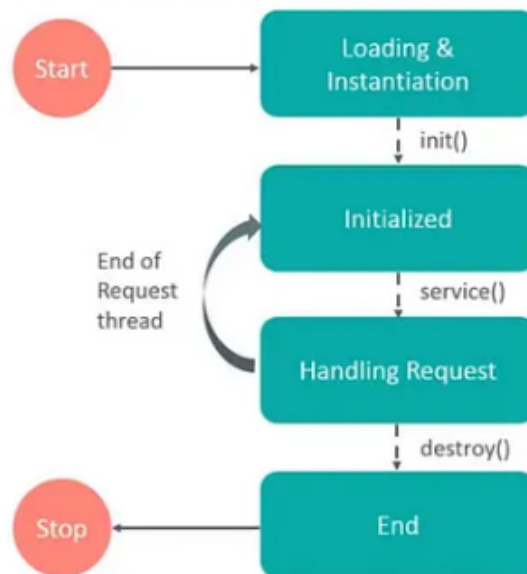 Start
Loading &
Instantiation
init()
Initialized
End of
Request
thread
service()
Handling Request
destroy()
Stop
End